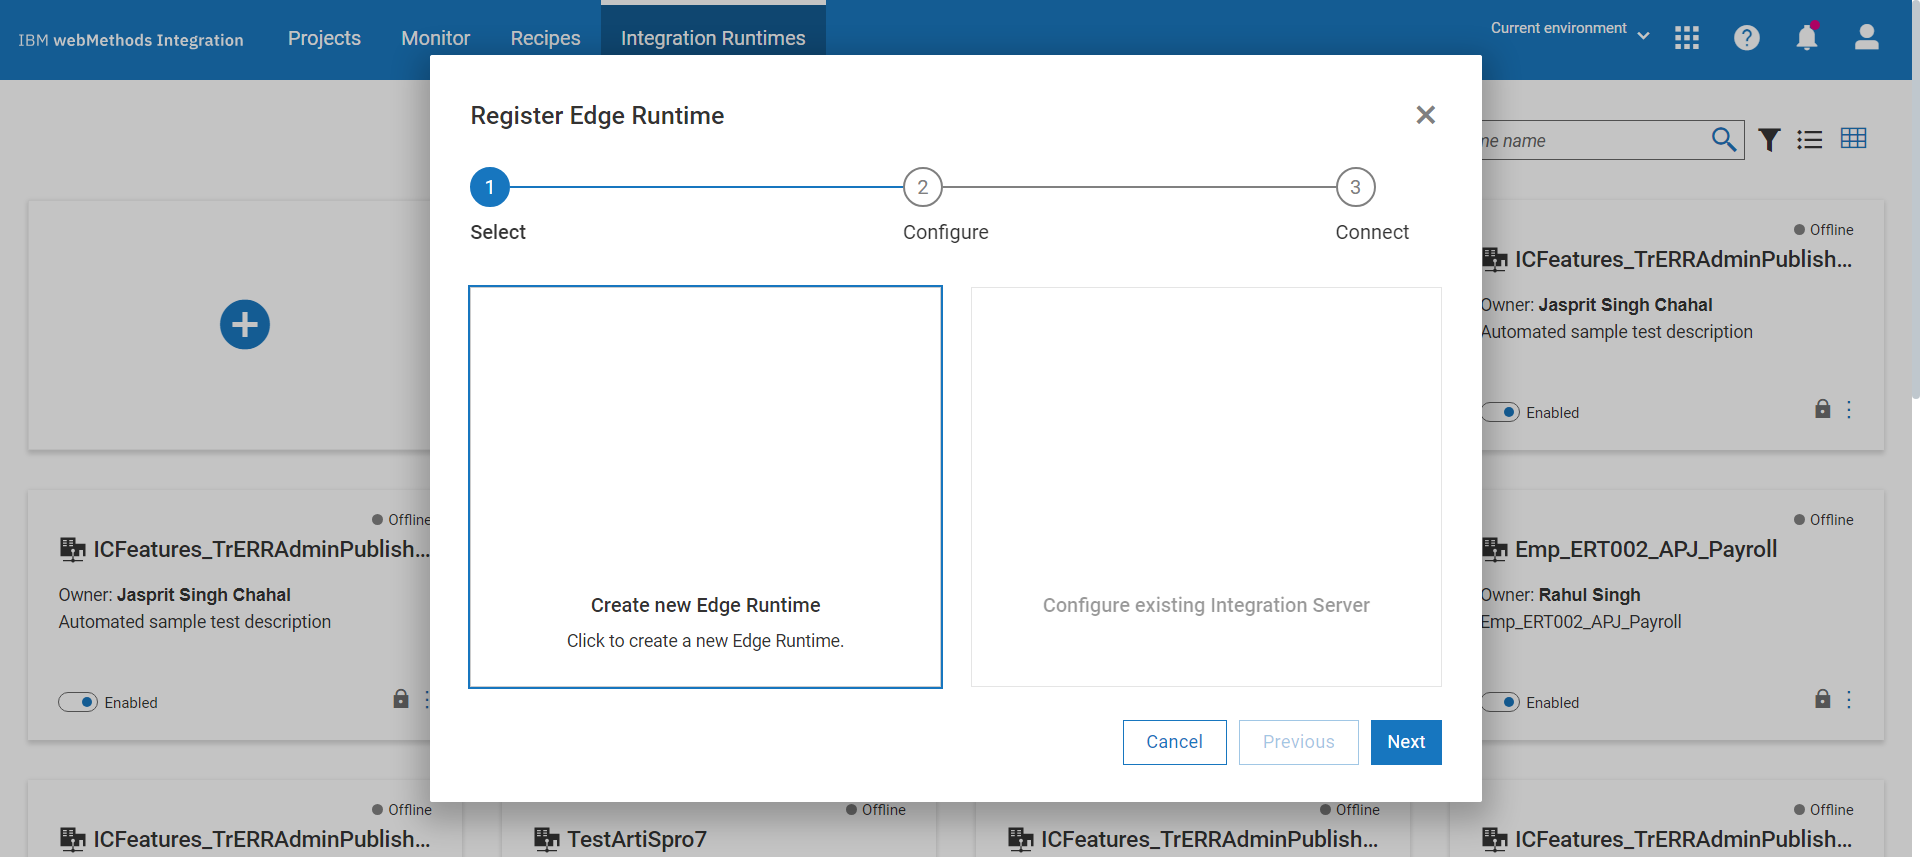 IBM webMethods Integration
Projects
Monitor
Recipes
Integration Runtimes
Current environment
Register Edge Runtime
1
2
3
Select
Configure
Connect
Create new Edge Runtime
Click to create a new Edge Runtime.
Configure existing Integration Server
Cancel
Previous
Next
me name
Offline
ICFeatures_TrERRAdminPublish...
Owner: Jasprit Singh Chahal
Automated sample test description
Enabled
Offline
ICFeatures_TrERRAdminPublish...
Owner: Jasprit Singh Chahal
Automated sample test description
Enabled
Offline
Emp_ERT002_APJ_Payroll
Owner: Rahul Singh
Emp_ERT002_APJ_Payroll
Enabled
Offline
ICFeatures_TrERRAdminPublish...
Offline
TestArtiSpro7
Offline
ICFeatures_TrERRAdminPublish...
Offline
ICFeatures_TrERRAdminPublish...